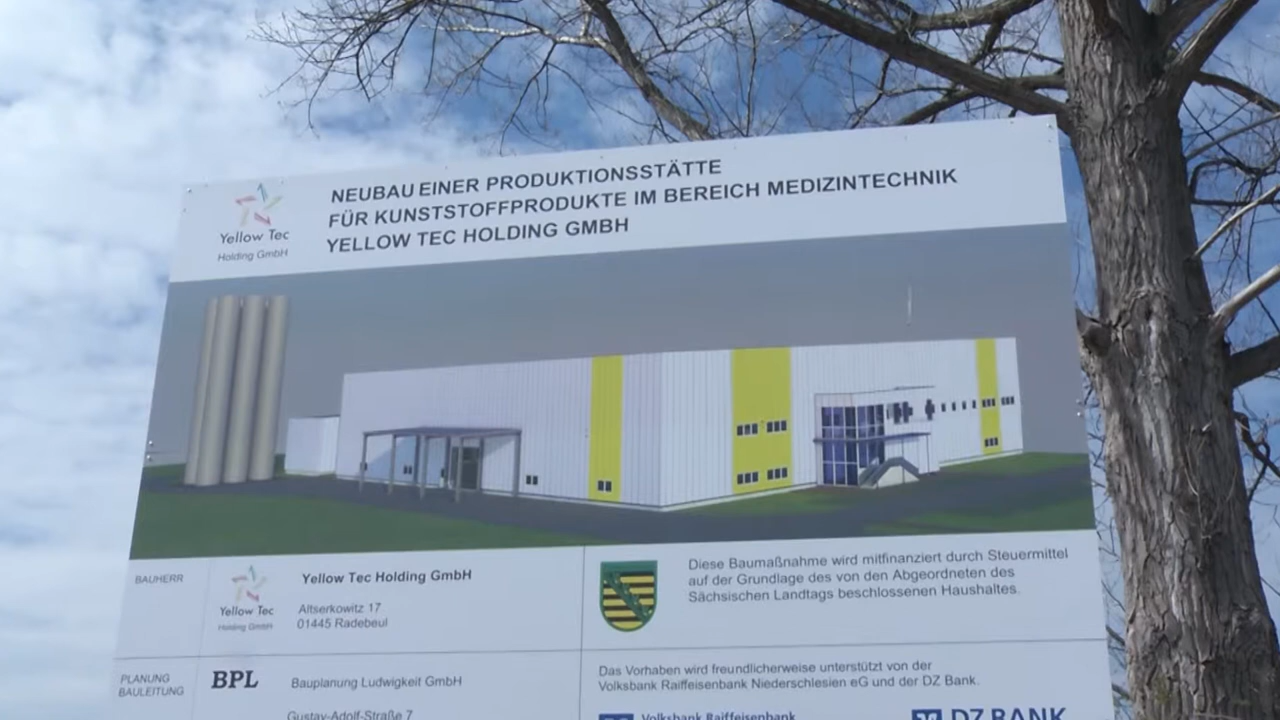 NEUBAU EINER PRODUKTIONSSTÄTTE
FÜR KUNSTSTOFFPRODUKTE IM BEREICH MEDIZINTECHNIK
YELLOW TEC HOLDING GMBH
Yellow Tec
Holding GmbH
BAUHERR
Yellow Tec
Holding GmbH
Yellow Tec Holding GmbH
Altserkowitz 17
01445 Radebeul
Diese Baumaßnahme wird mitfinanziert durch Steuermittel
auf der Grundlage des von den Abgeordneten des
Sächsischen Landtags beschlossenen Haushaltes.
PLANUNG
BAULEITUNG
BPL
Bauplanung Ludwigkeit GmbH
Gustav-Adolf-Straße 7
Das Vorhaben wird freundlicherweise unterstützt von der
Volksbank Raiffeisenbank Niederschlesien eG und der DZ Bank.
Volksbank Raiffeisenbank
DZ BANK